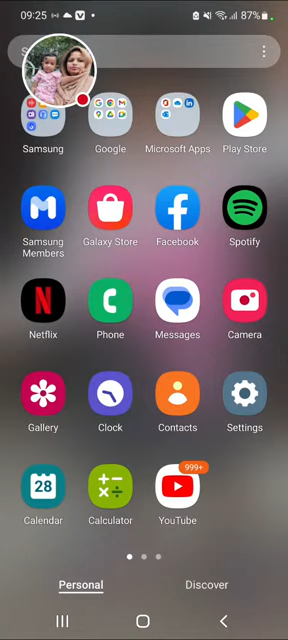 09:25
87%
S
Samsung
Google
Microsoft Apps
Play Store
Samsung
Members
Galaxy Store
Facebook
Spotify
Netflix
Phone
Messages
Camera
Gallery
Clock
Contacts
Settings
28
999+
Calendar
Calculator
YouTube
Personal
Discover